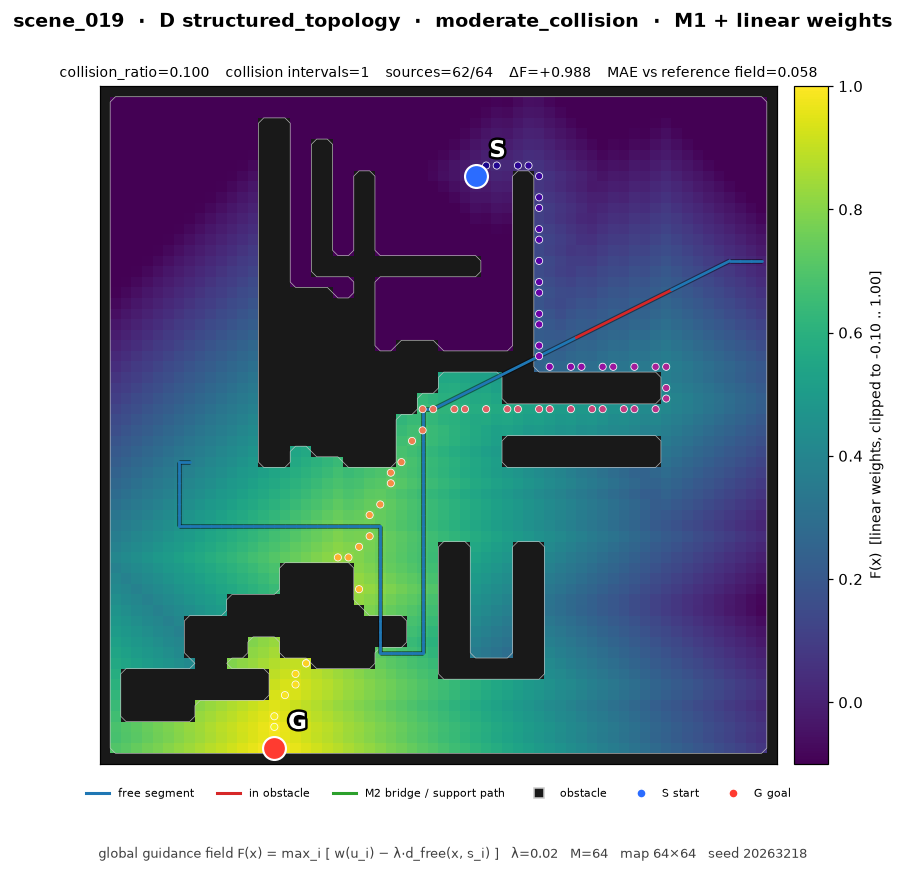 scene_019 · D structured_topology · moderate_collision · M1 + linear weights
collision_ratio=0.100 collision intervals=1 sources=62/64 ΔF=+0.988 MAE vs reference field=0.058
S
G
1.0
0.8
0.6
0.4
0.2
0.0
F(x) [linear weights, clipped to -0.10 .. 1.00]
free segment
in obstacle
M2 bridge / support path
obstacle
S start
G goal
global guidance field F(x) = max_i [ w(u_i) − λ·d_free(x, s_i) ] λ=0.02 M=64 map 64×64 seed 20263218